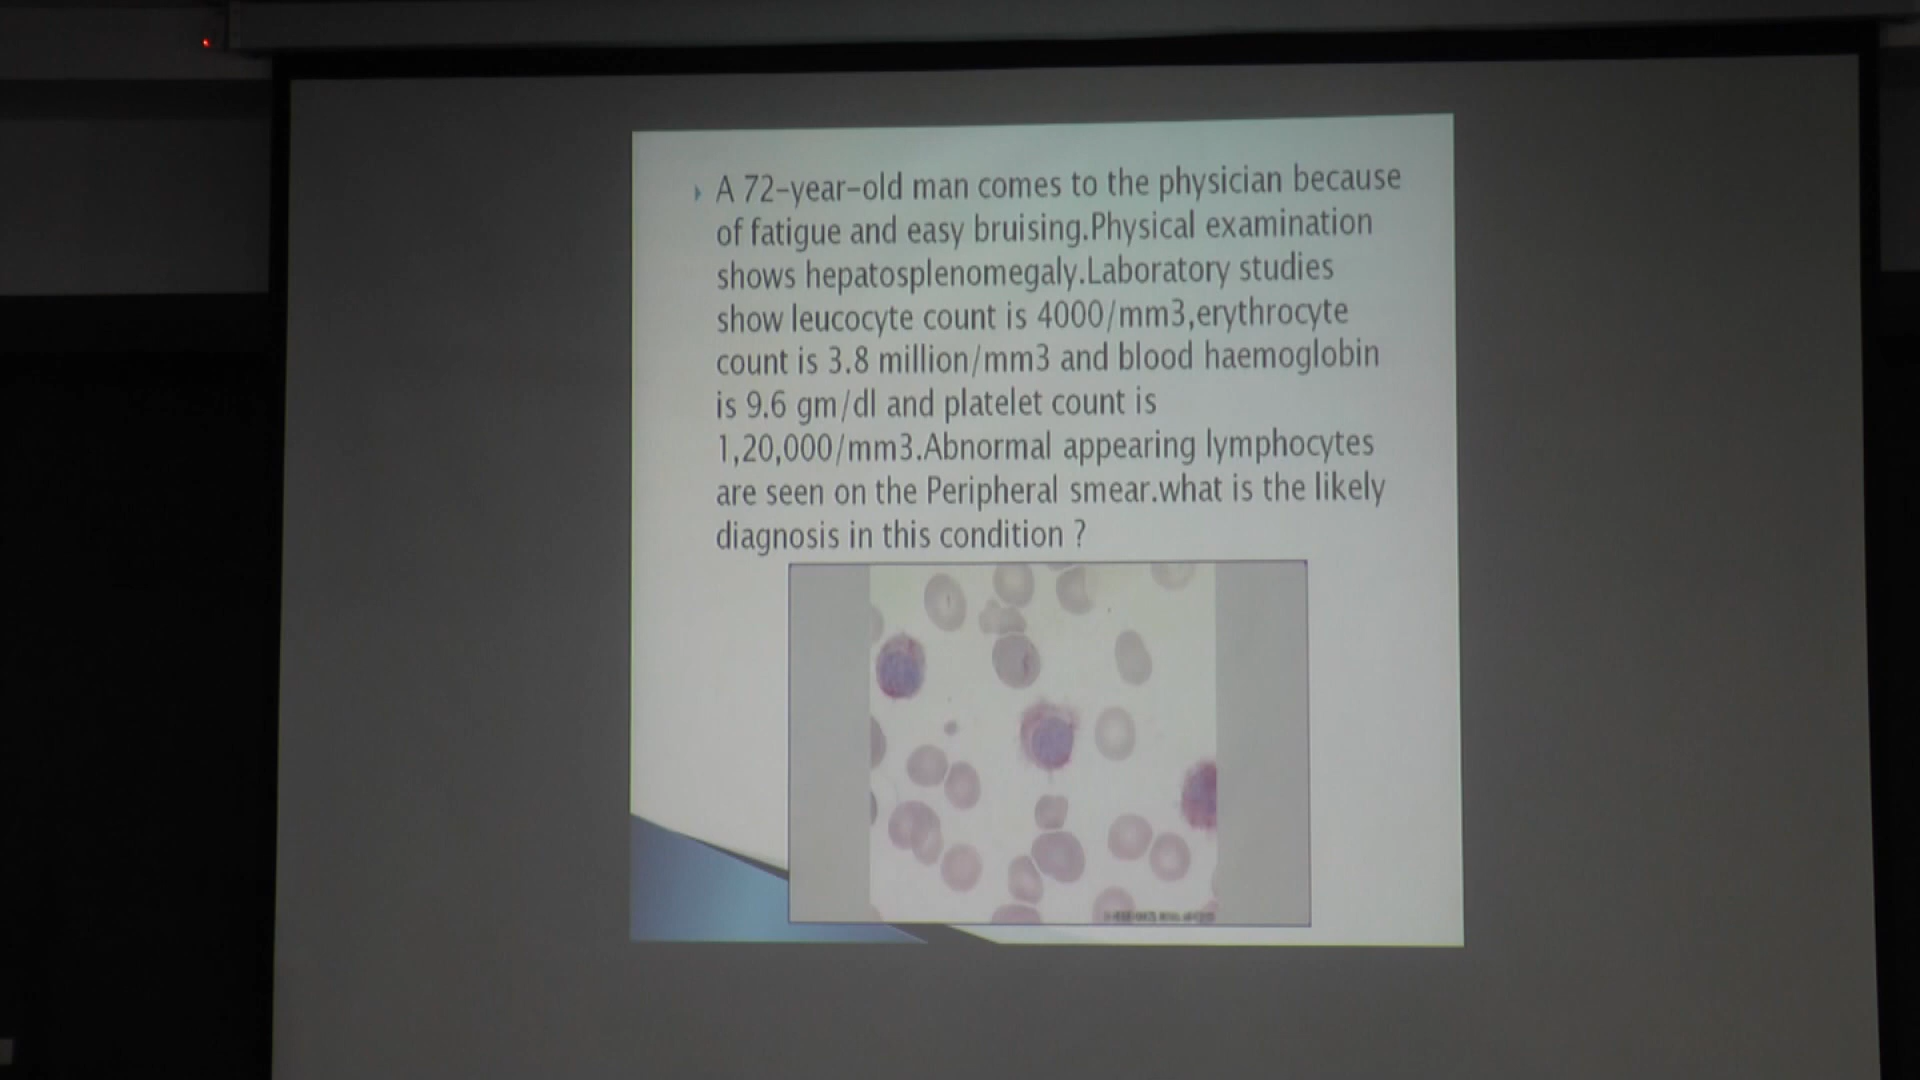 A 72-year-old man comes to the physician because
of fatigue and easy bruising.Physical examination
shows hepatosplenomegaly.Laboratory studies
show leucocyte count is 4000/mm3,erythrocyte
count is 3.8 million/mm3 and blood haemoglobin
is 9.6 gm/dl and platelet count is
1,20,000/mm3.Abnormal appearing lymphocytes
are seen on the Peripheral smear.what is the likely
diagnosis in this condition ?